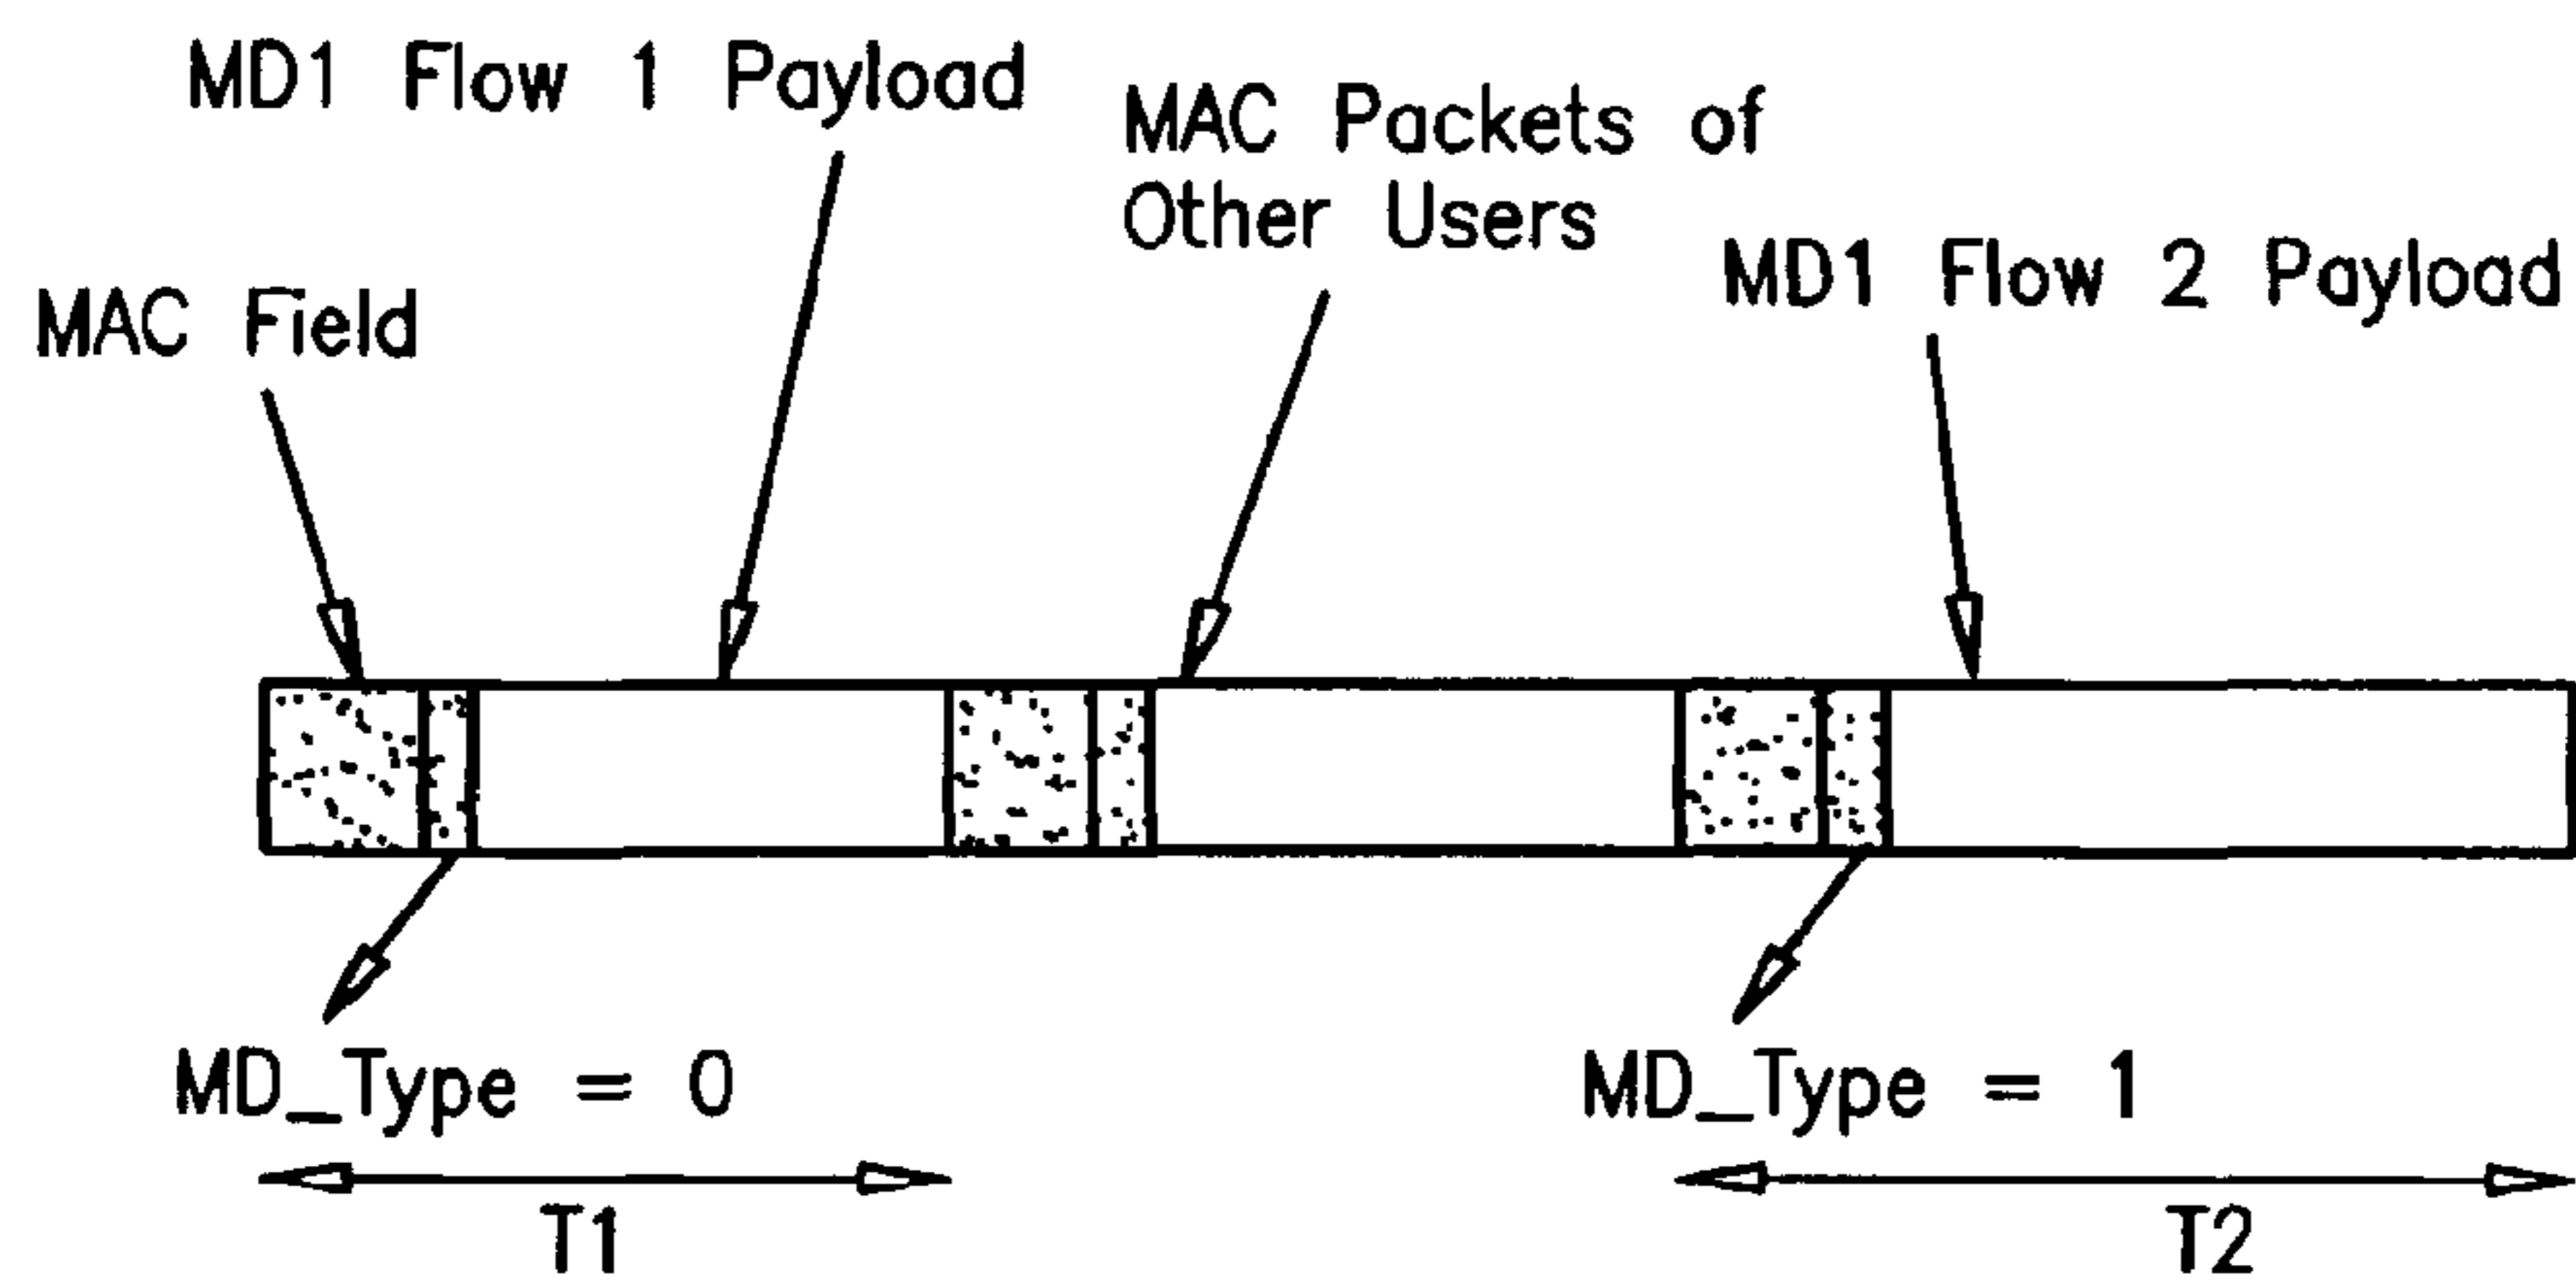 MD1 Flow 1 Payload
MAC Packets of
Other Users
MAC Field
MD1 Flow 2 Payload
MD_Type = 0
MD_Type = 1
T1
T2